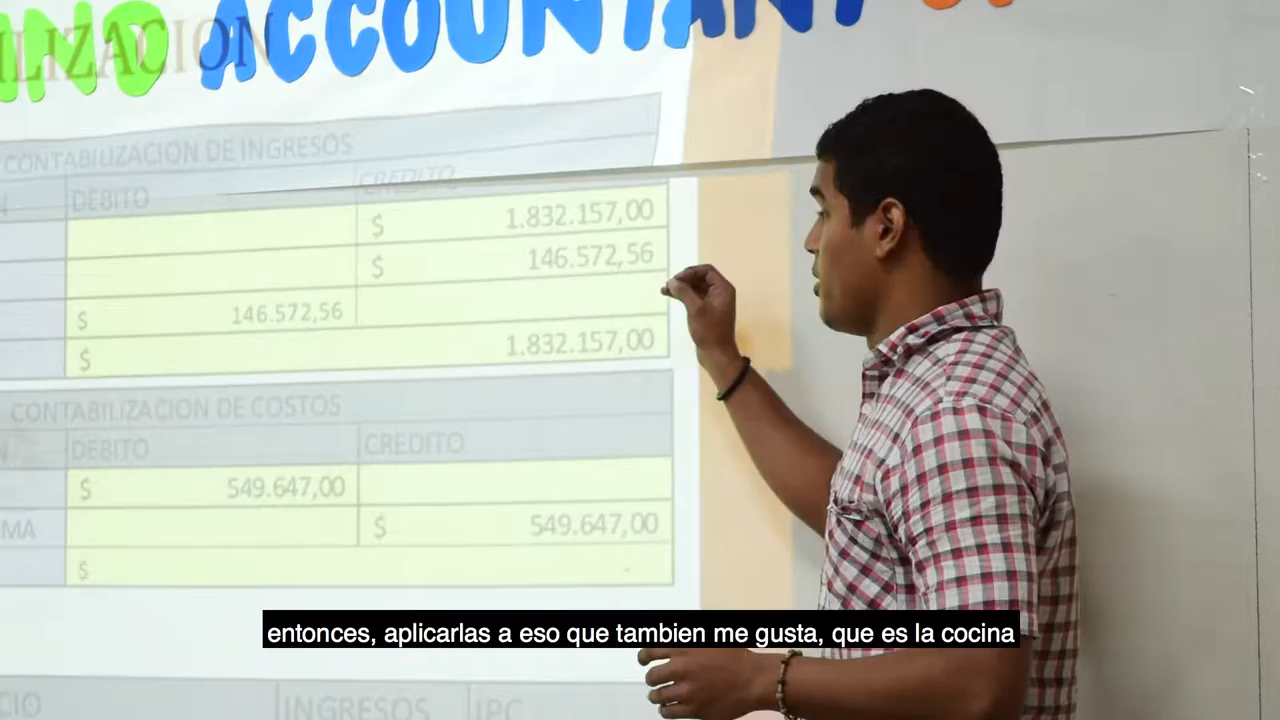 ACCOUNTANT
CONTABILIZACION DE INGRESOS
DEBITO CREDITO
$ 1.832.157,00
$ 146.572,56
$ 146.572,56
$ 1.832.157,00
CONTABILIZACION DE COSTOS
DEBITO CREDITO
$ 549.647,00
MA $ 549.647,00
$ -
CIO INGRESOS IPC
entonces, aplicarlas a eso que tambien me gusta, que es la cocina